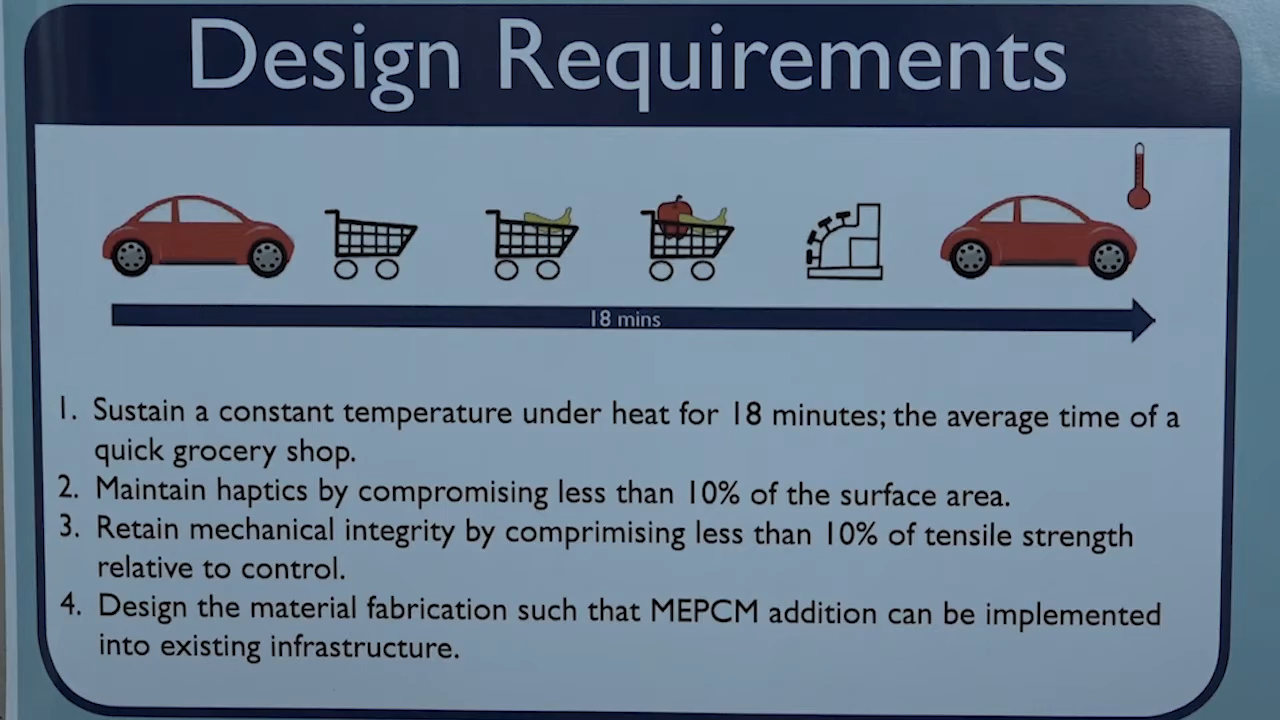 Design Requirements
18 mins
1. Sustain a constant temperature under heat for 18 minutes; the average time of a
quick grocery shop.
2. Maintain haptics by compromising less than 10% of the surface area.
3. Retain mechanical integrity by comprimising less than 10% of tensile strength
relative to control.
4. Design the material fabrication such that MEPCM addition can be implemented
into existing infrastructure.